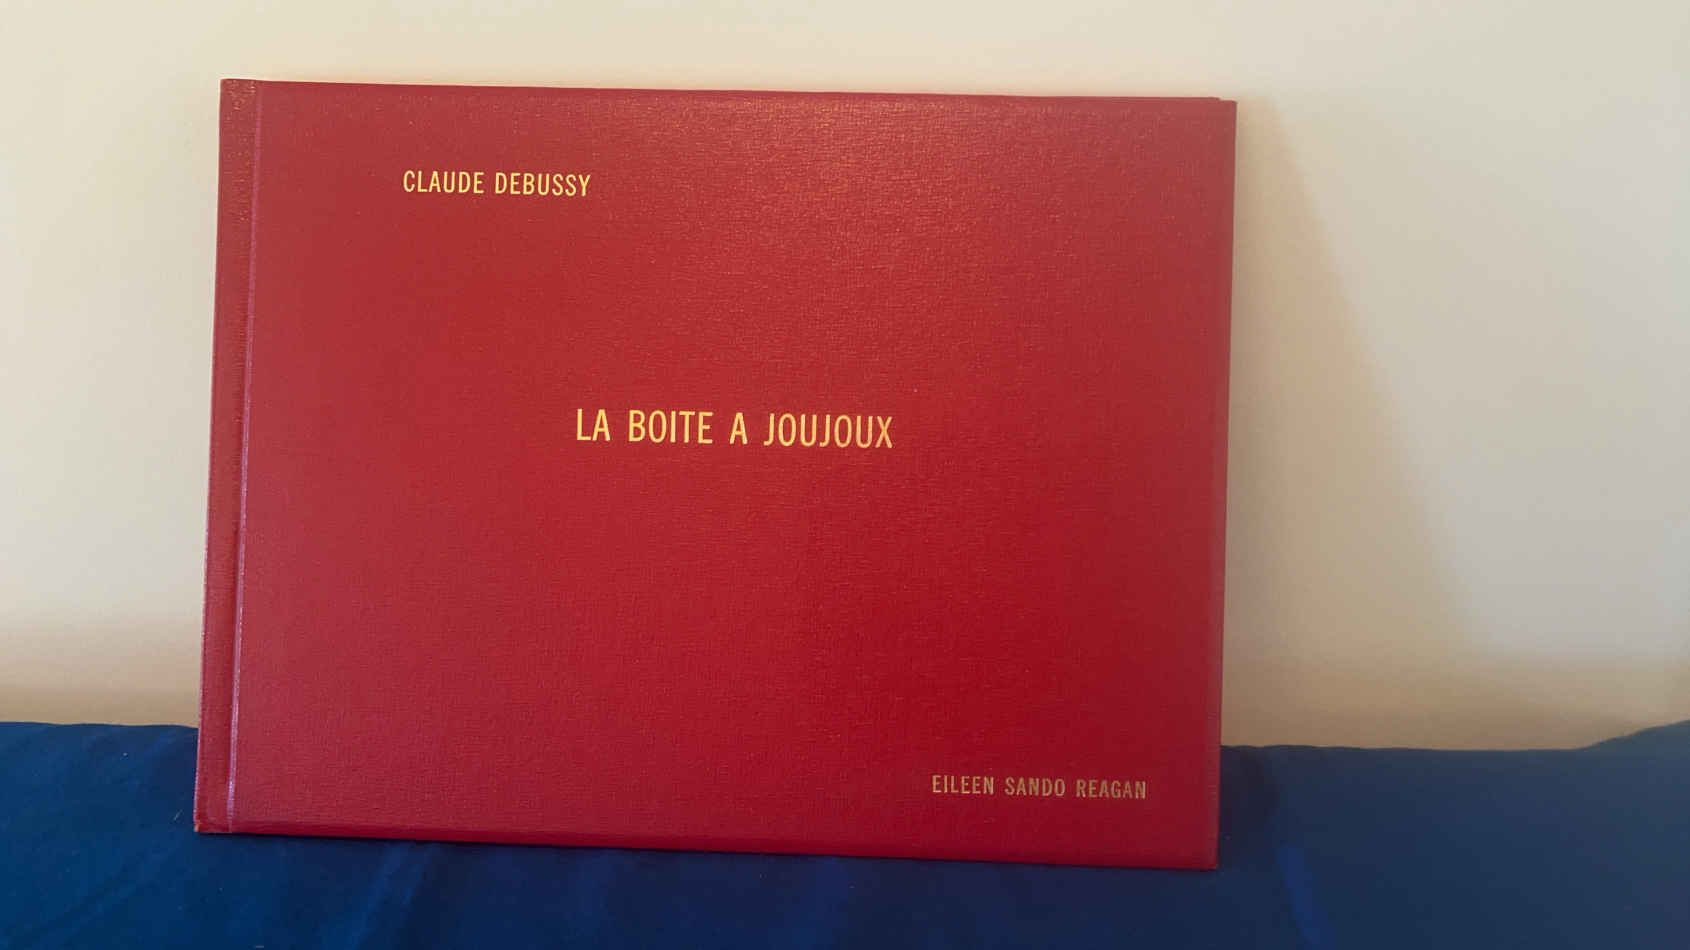 CLAUDE DEBUSSY
LA BOITE A JOUJOUX
EILEEN SANDO REAGAN